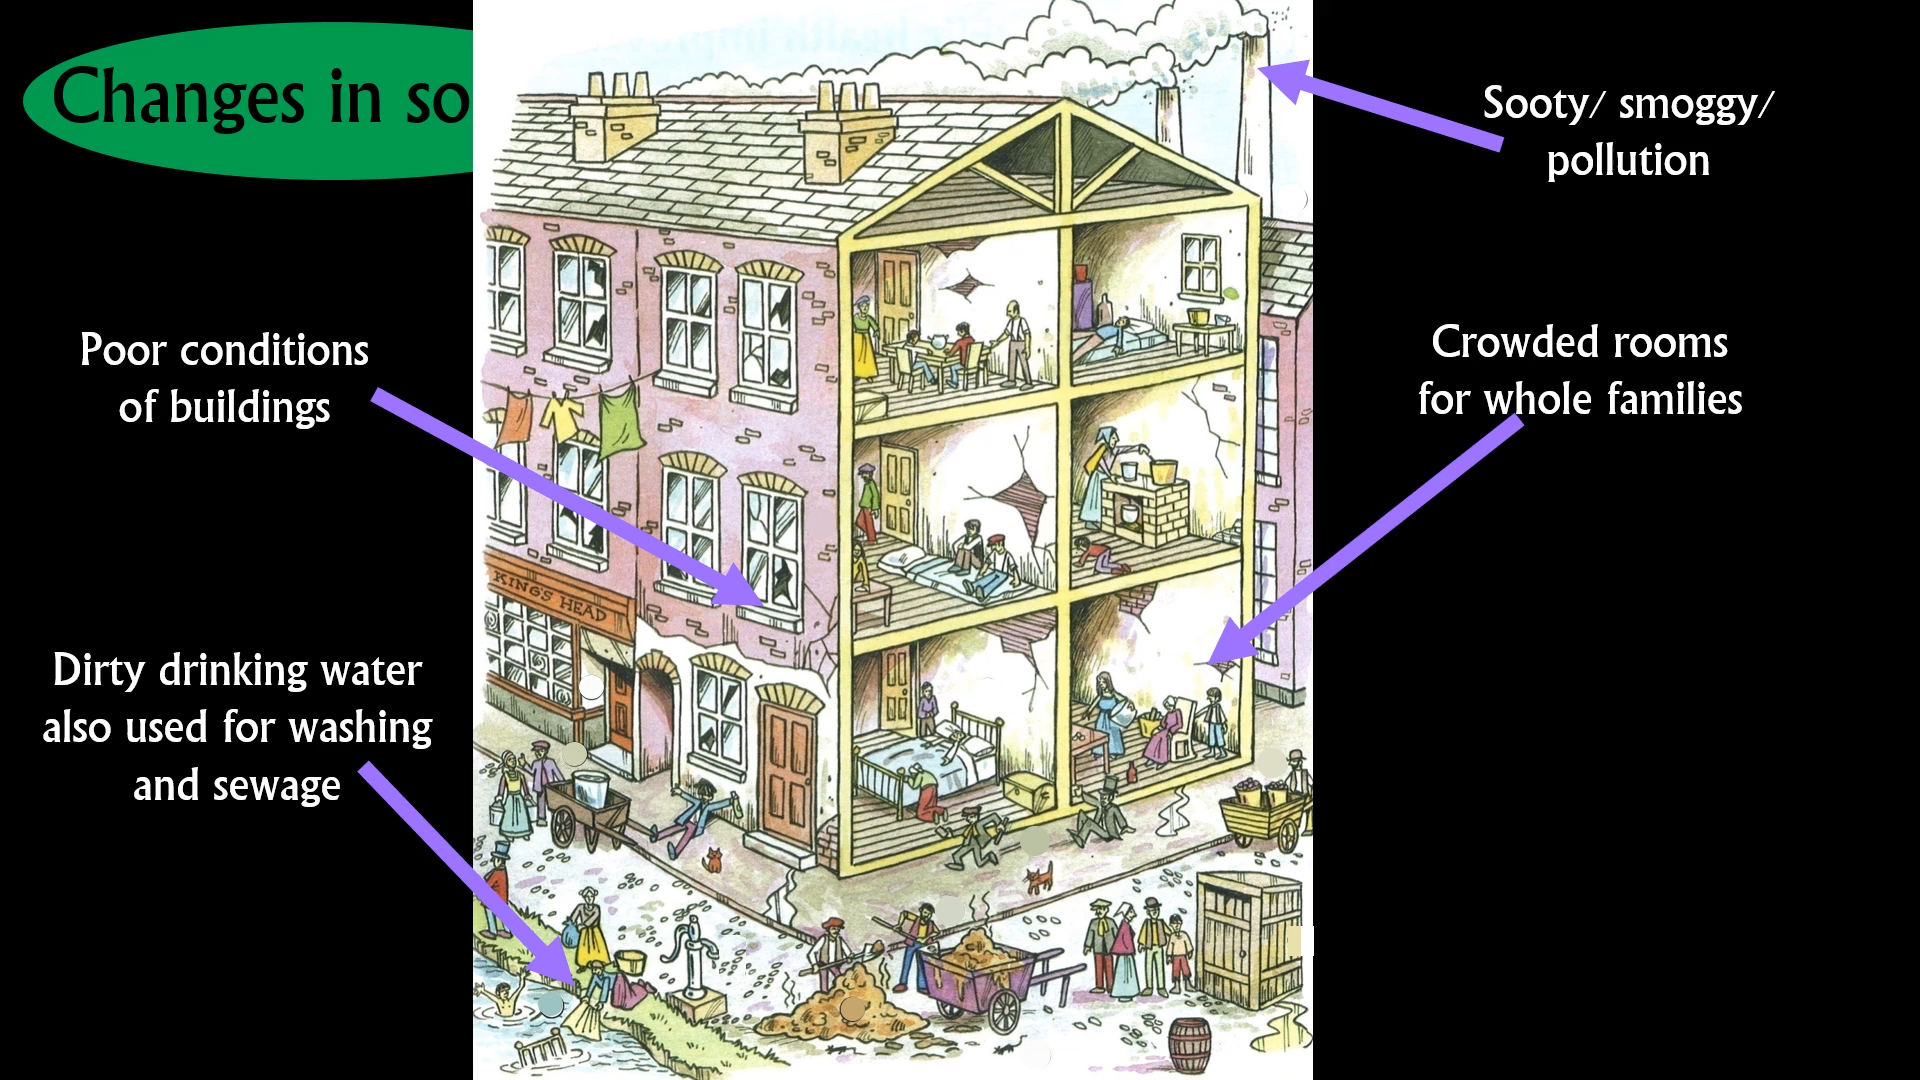 Changes in so
Sooty/ smoggy/
pollution
Poor conditions
of buildings
Crowded rooms
for whole families
KING'S HEAD
Dirty drinking water
also used for washing
and sewage